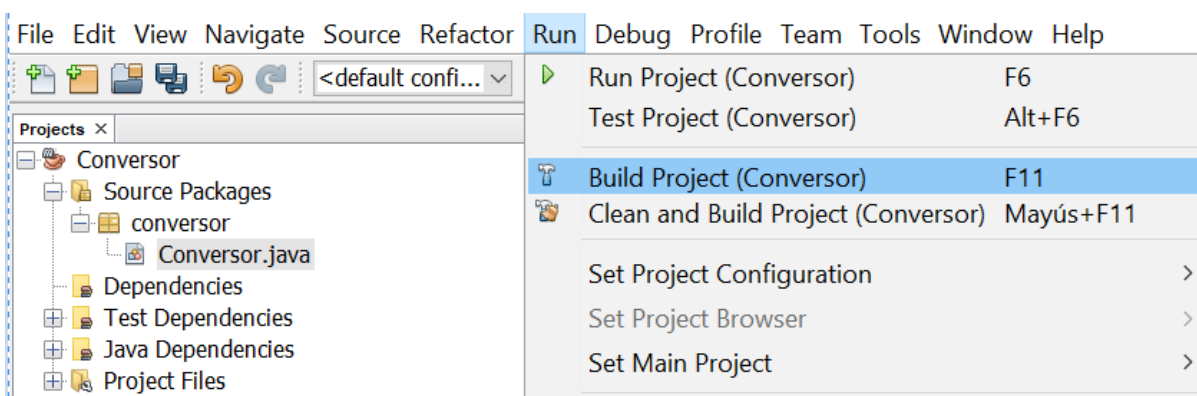 File Edit View Navigate Source Refactor Run Debug Profile Team Tools Window Help
<default confi...
Run Project (Conversor) F6
Test Project (Conversor) Alt+F6
Build Project (Conversor) F11
Clean and Build Project (Conversor) Mayús+F11
Set Project Configuration
Set Project Browser
Set Main Project
Projects
Conversor
Source Packages
conversor
Conversor.java
Dependencies
Test Dependencies
Java Dependencies
Project Files